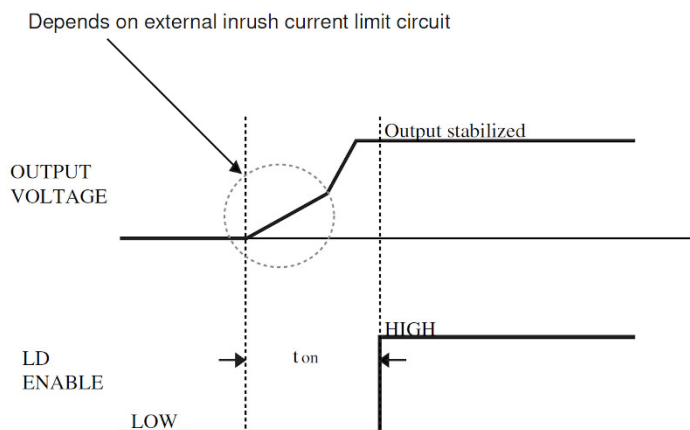 Depends on external inrush current limit circuit
Output stabilized
OUTPUT
VOLTAGE
HIGH
t on
LD
ENABLE
LOW